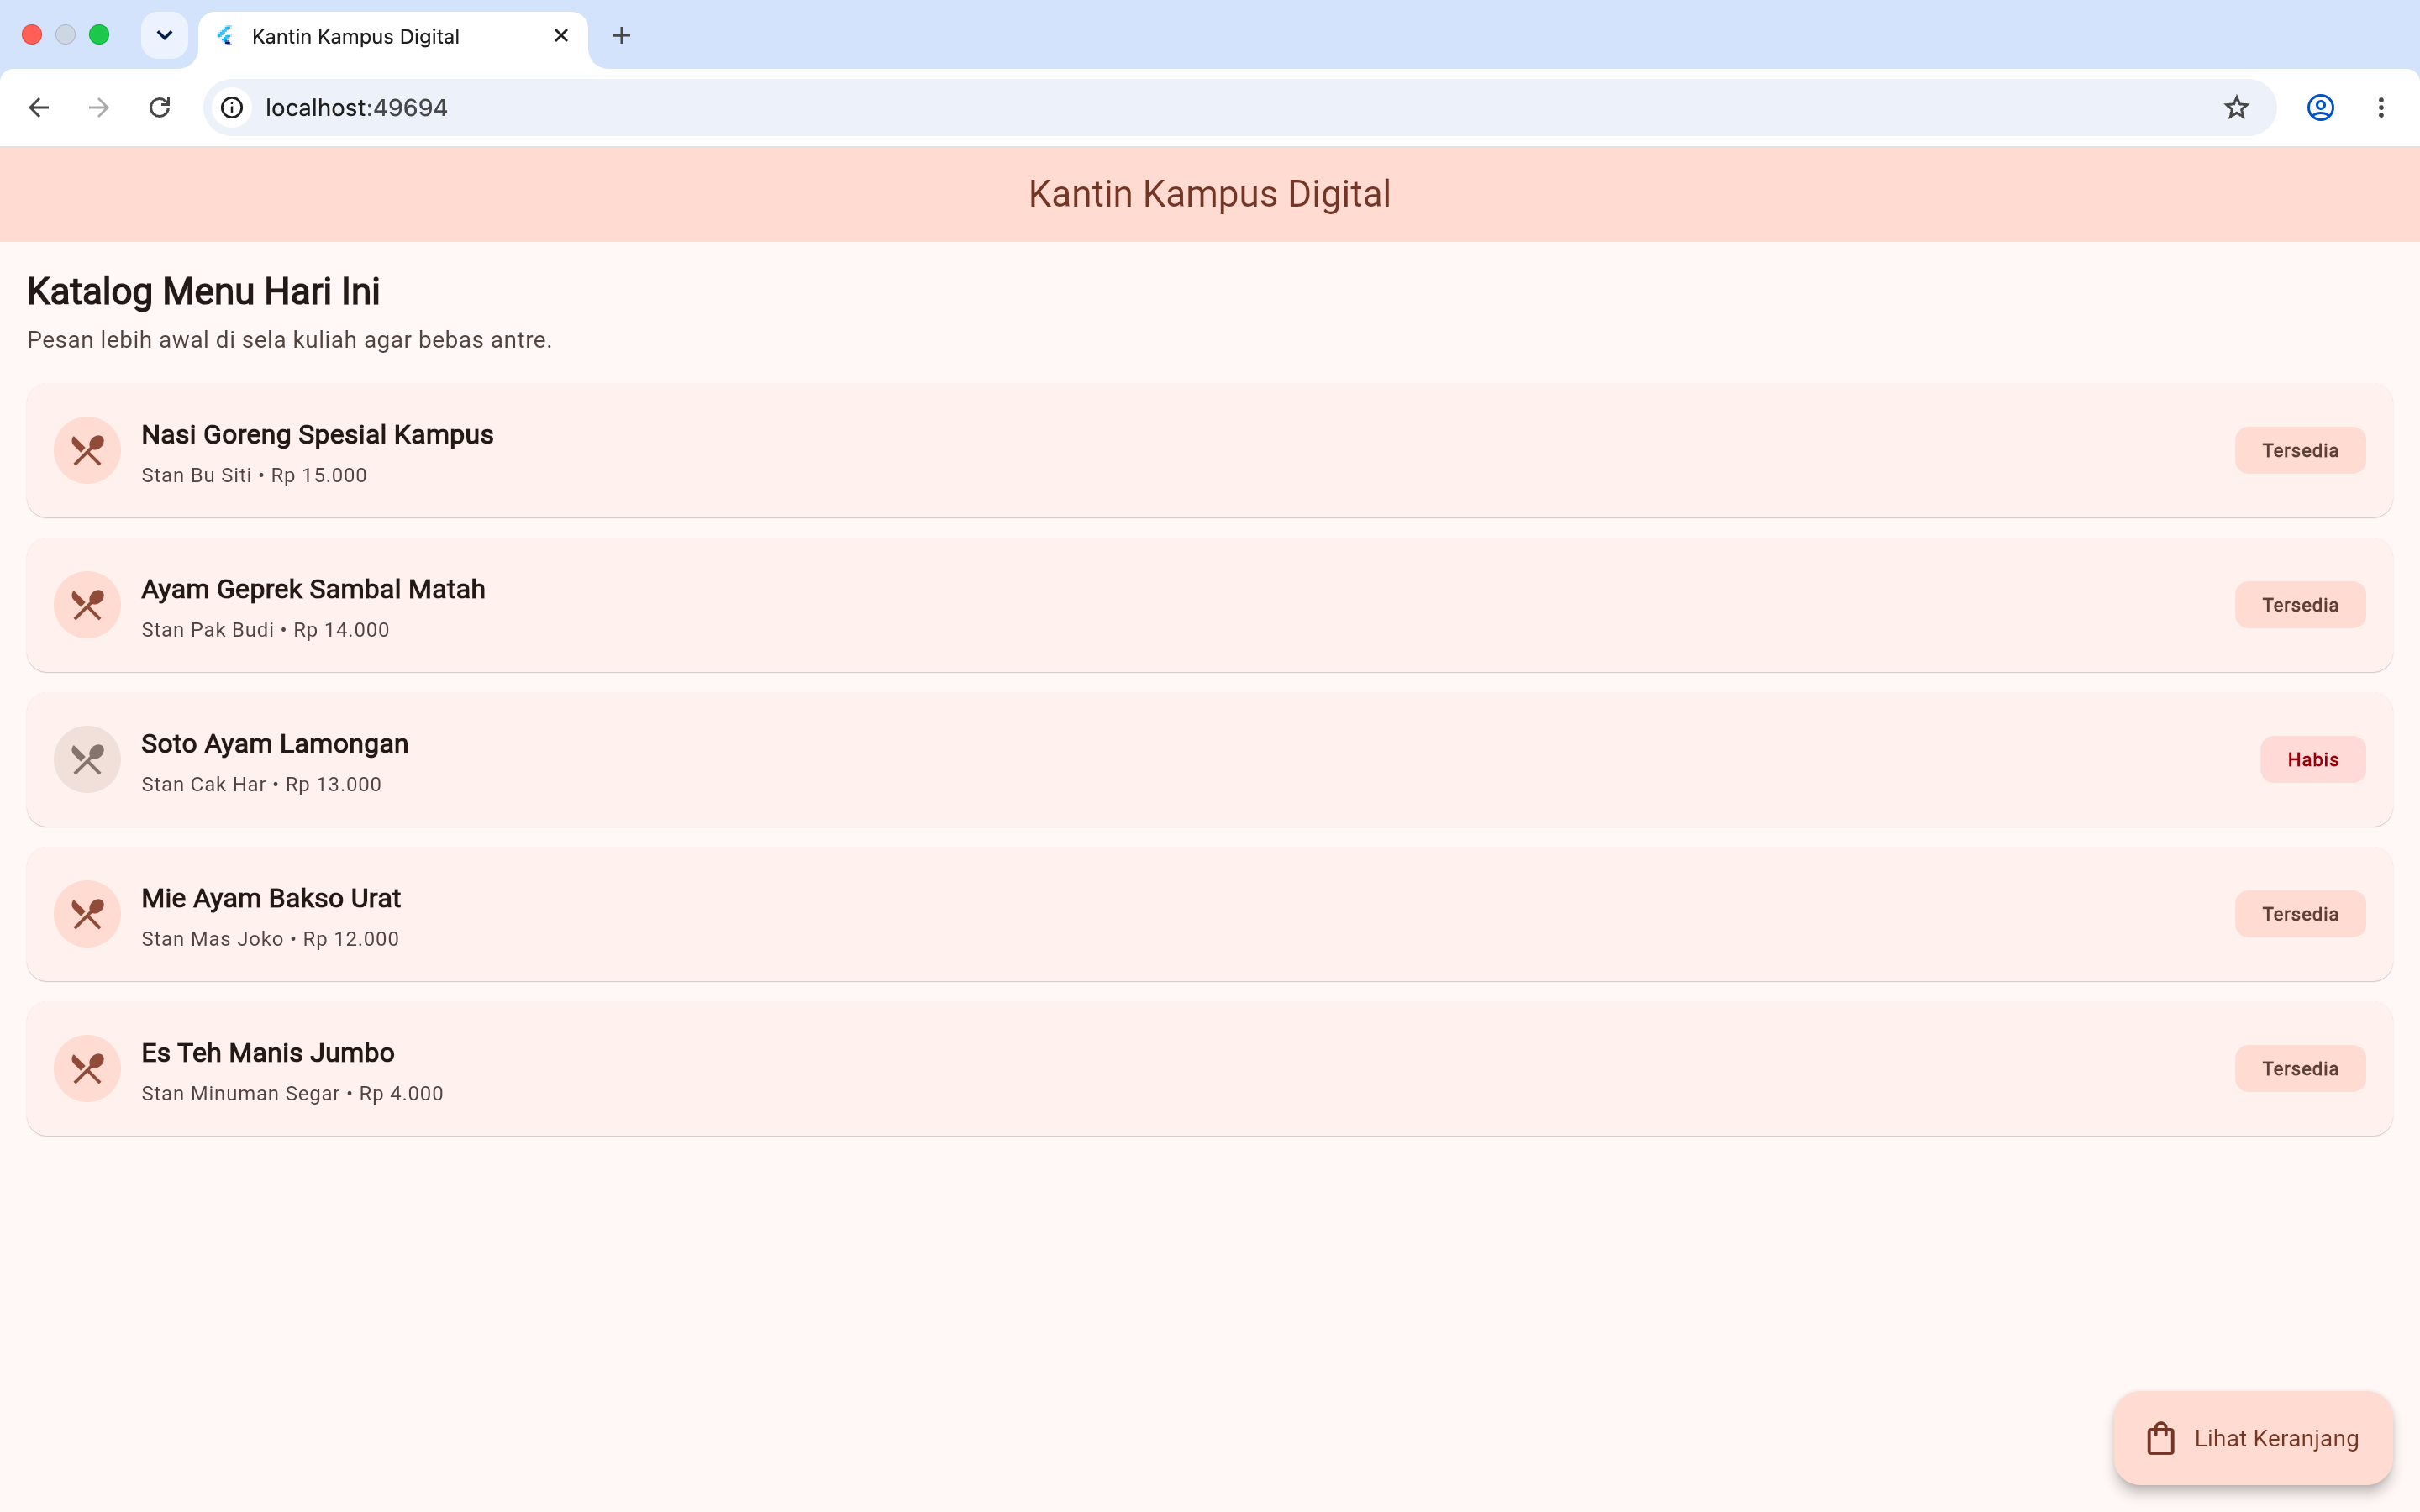 Kantin Kampus Digital
localhost:49694
Kantin Kampus Digital
Katalog Menu Hari Ini
Pesan lebih awal di sela kuliah agar bebas antre.
Nasi Goreng Spesial Kampus
Stan Bu Siti • Rp 15.000
Tersedia
Ayam Geprek Sambal Matah
Stan Pak Budi • Rp 14.000
Tersedia
Soto Ayam Lamongan
Stan Cak Har • Rp 13.000
Habis
Mie Ayam Bakso Urat
Stan Mas Joko • Rp 12.000
Tersedia
Es Teh Manis Jumbo
Stan Minuman Segar • Rp 4.000
Tersedia
Lihat Keranjang